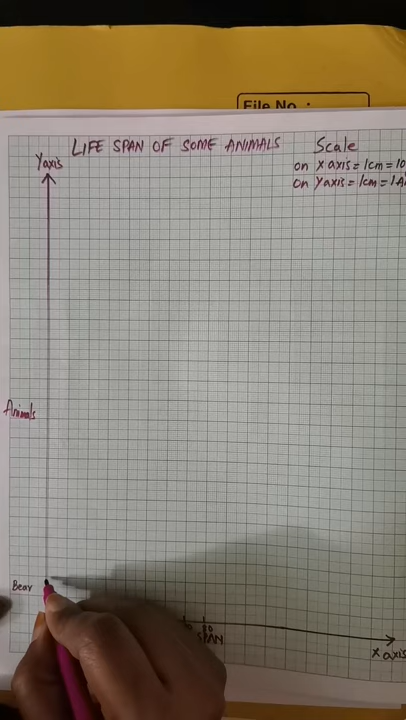 File No. :
LIFE SPAN OF SOME ANIMALS
Scale
on X axis = 1cm = 10
on Y axis = 1cm = 1 A
Y axis
Animals
Bear
SPAN
X axis